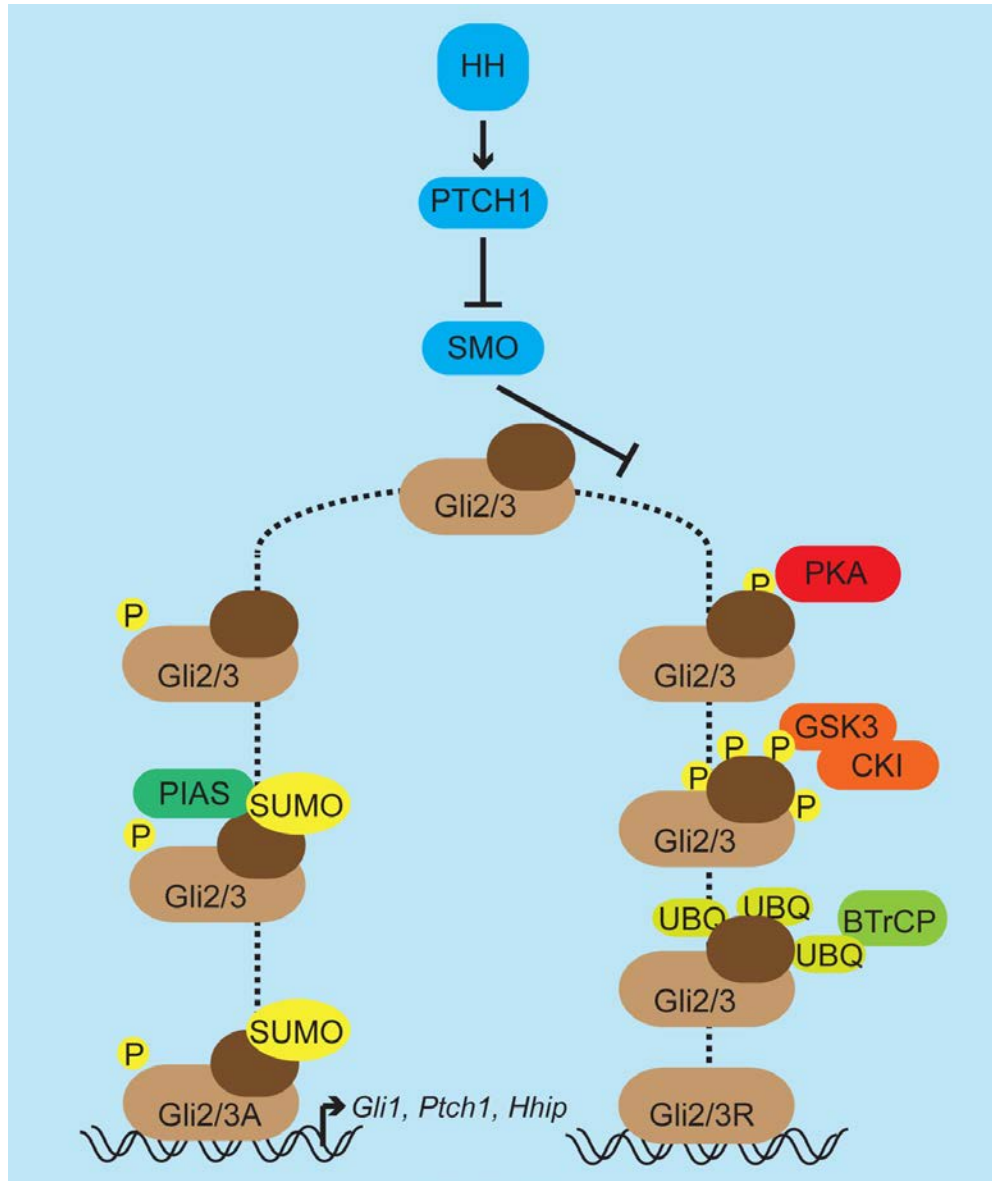 HH
PTCH1
SMO
Gli2/3
P
PKA
P
Gli2/3
Gli2/3
GSK3
P
P
CKI
PIAS
SUMO
P
P
P
Gli2/3
Gli2/3
UBQ
UBQ
BTrCP
UBQ
Gli2/3
SUMO
P
Gli2/3A
Gli1, Ptch1, Hhip
Gli2/3R